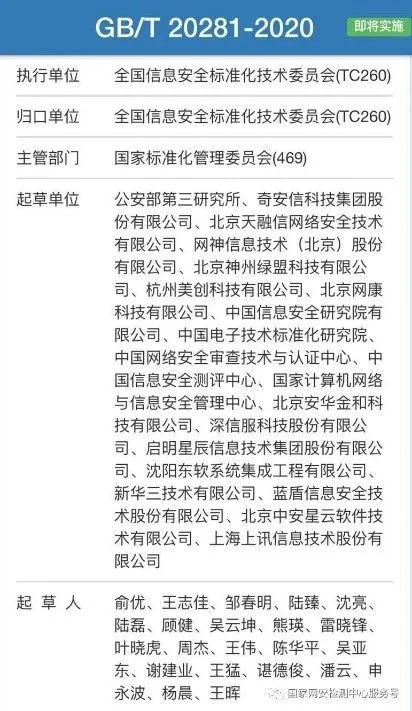 GB/T 20281-2020
即将实施
执行单位 全国信息安全标准化技术委员会(TC260)
归口单位 全国信息安全标准化技术委员会(TC260)
主管部门 国家标准化管理委员会(469)
起草单位 公安部第三研究所、奇安信科技集团股
份有限公司、北京天融信网络安全技术
有限公司、网神信息技术（北京）股份
有限公司、北京神州绿盟科技有限公
司、杭州美创科技有限公司、北京网康
科技有限公司、中国信息安全研究院有
限公司、中国电子技术标准化研究院、
中国网络安全审查技术与认证中心、中
国信息安全测评中心、国家计算机网络
与信息安全管理中心、北京安华金和科
技有限公司、深信服科技股份有限公
司、启明星辰信息技术集团股份有限公
司、沈阳东软系统集成工程有限公司、
新华三技术有限公司、蓝盾信息安全技
术股份有限公司、北京中安星云软件技
术有限公司、上海上讯信息技术股份有
限公司
起 草 人 俞优、王志佳、邹春明、陆臻、沈亮、
陆磊、顾健、吴云坤、熊瑛、雷晓锋、
叶晓虎、周杰、王伟、陈华平、吴亚
东、谢建业、王猛、谌德俊、潘云、申
永波、杨晨、王晖
国家网安检测中心服务号